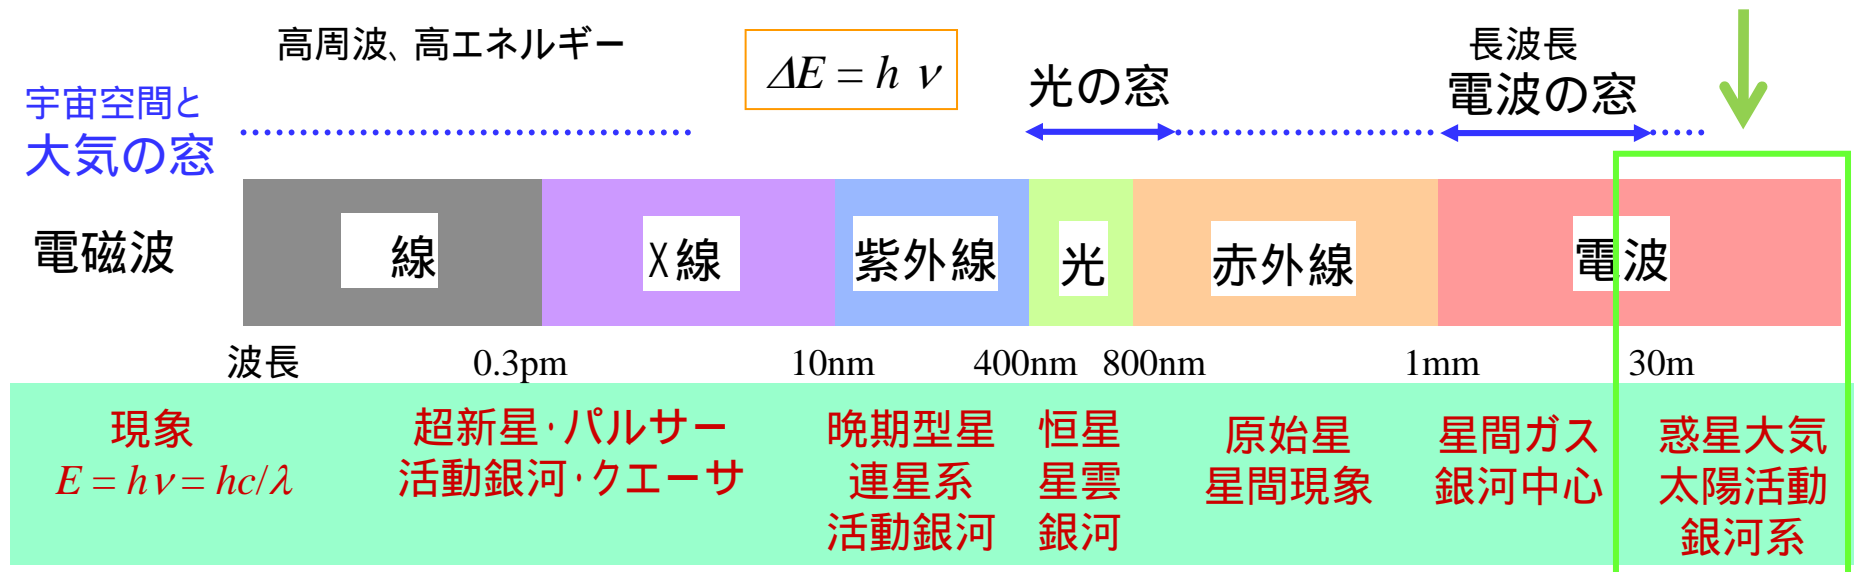 高周波、高エネルギー
ΔE = h ν
長波長
光の窓
電波の窓
宇宙空間と
大気の窓
電磁波
線
X線
紫外線
光
赤外線
電波
波長
0.3pm
10nm
400nm
800nm
1mm
30m
現象
E = hν = hc/λ
超新星・パルサー
活動銀河・クエーサ
晩期型星
連星系
活動銀河
恒星
星雲
銀河
原始星
星間現象
星間ガス
銀河中心
惑星大気
太陽活動
銀河系